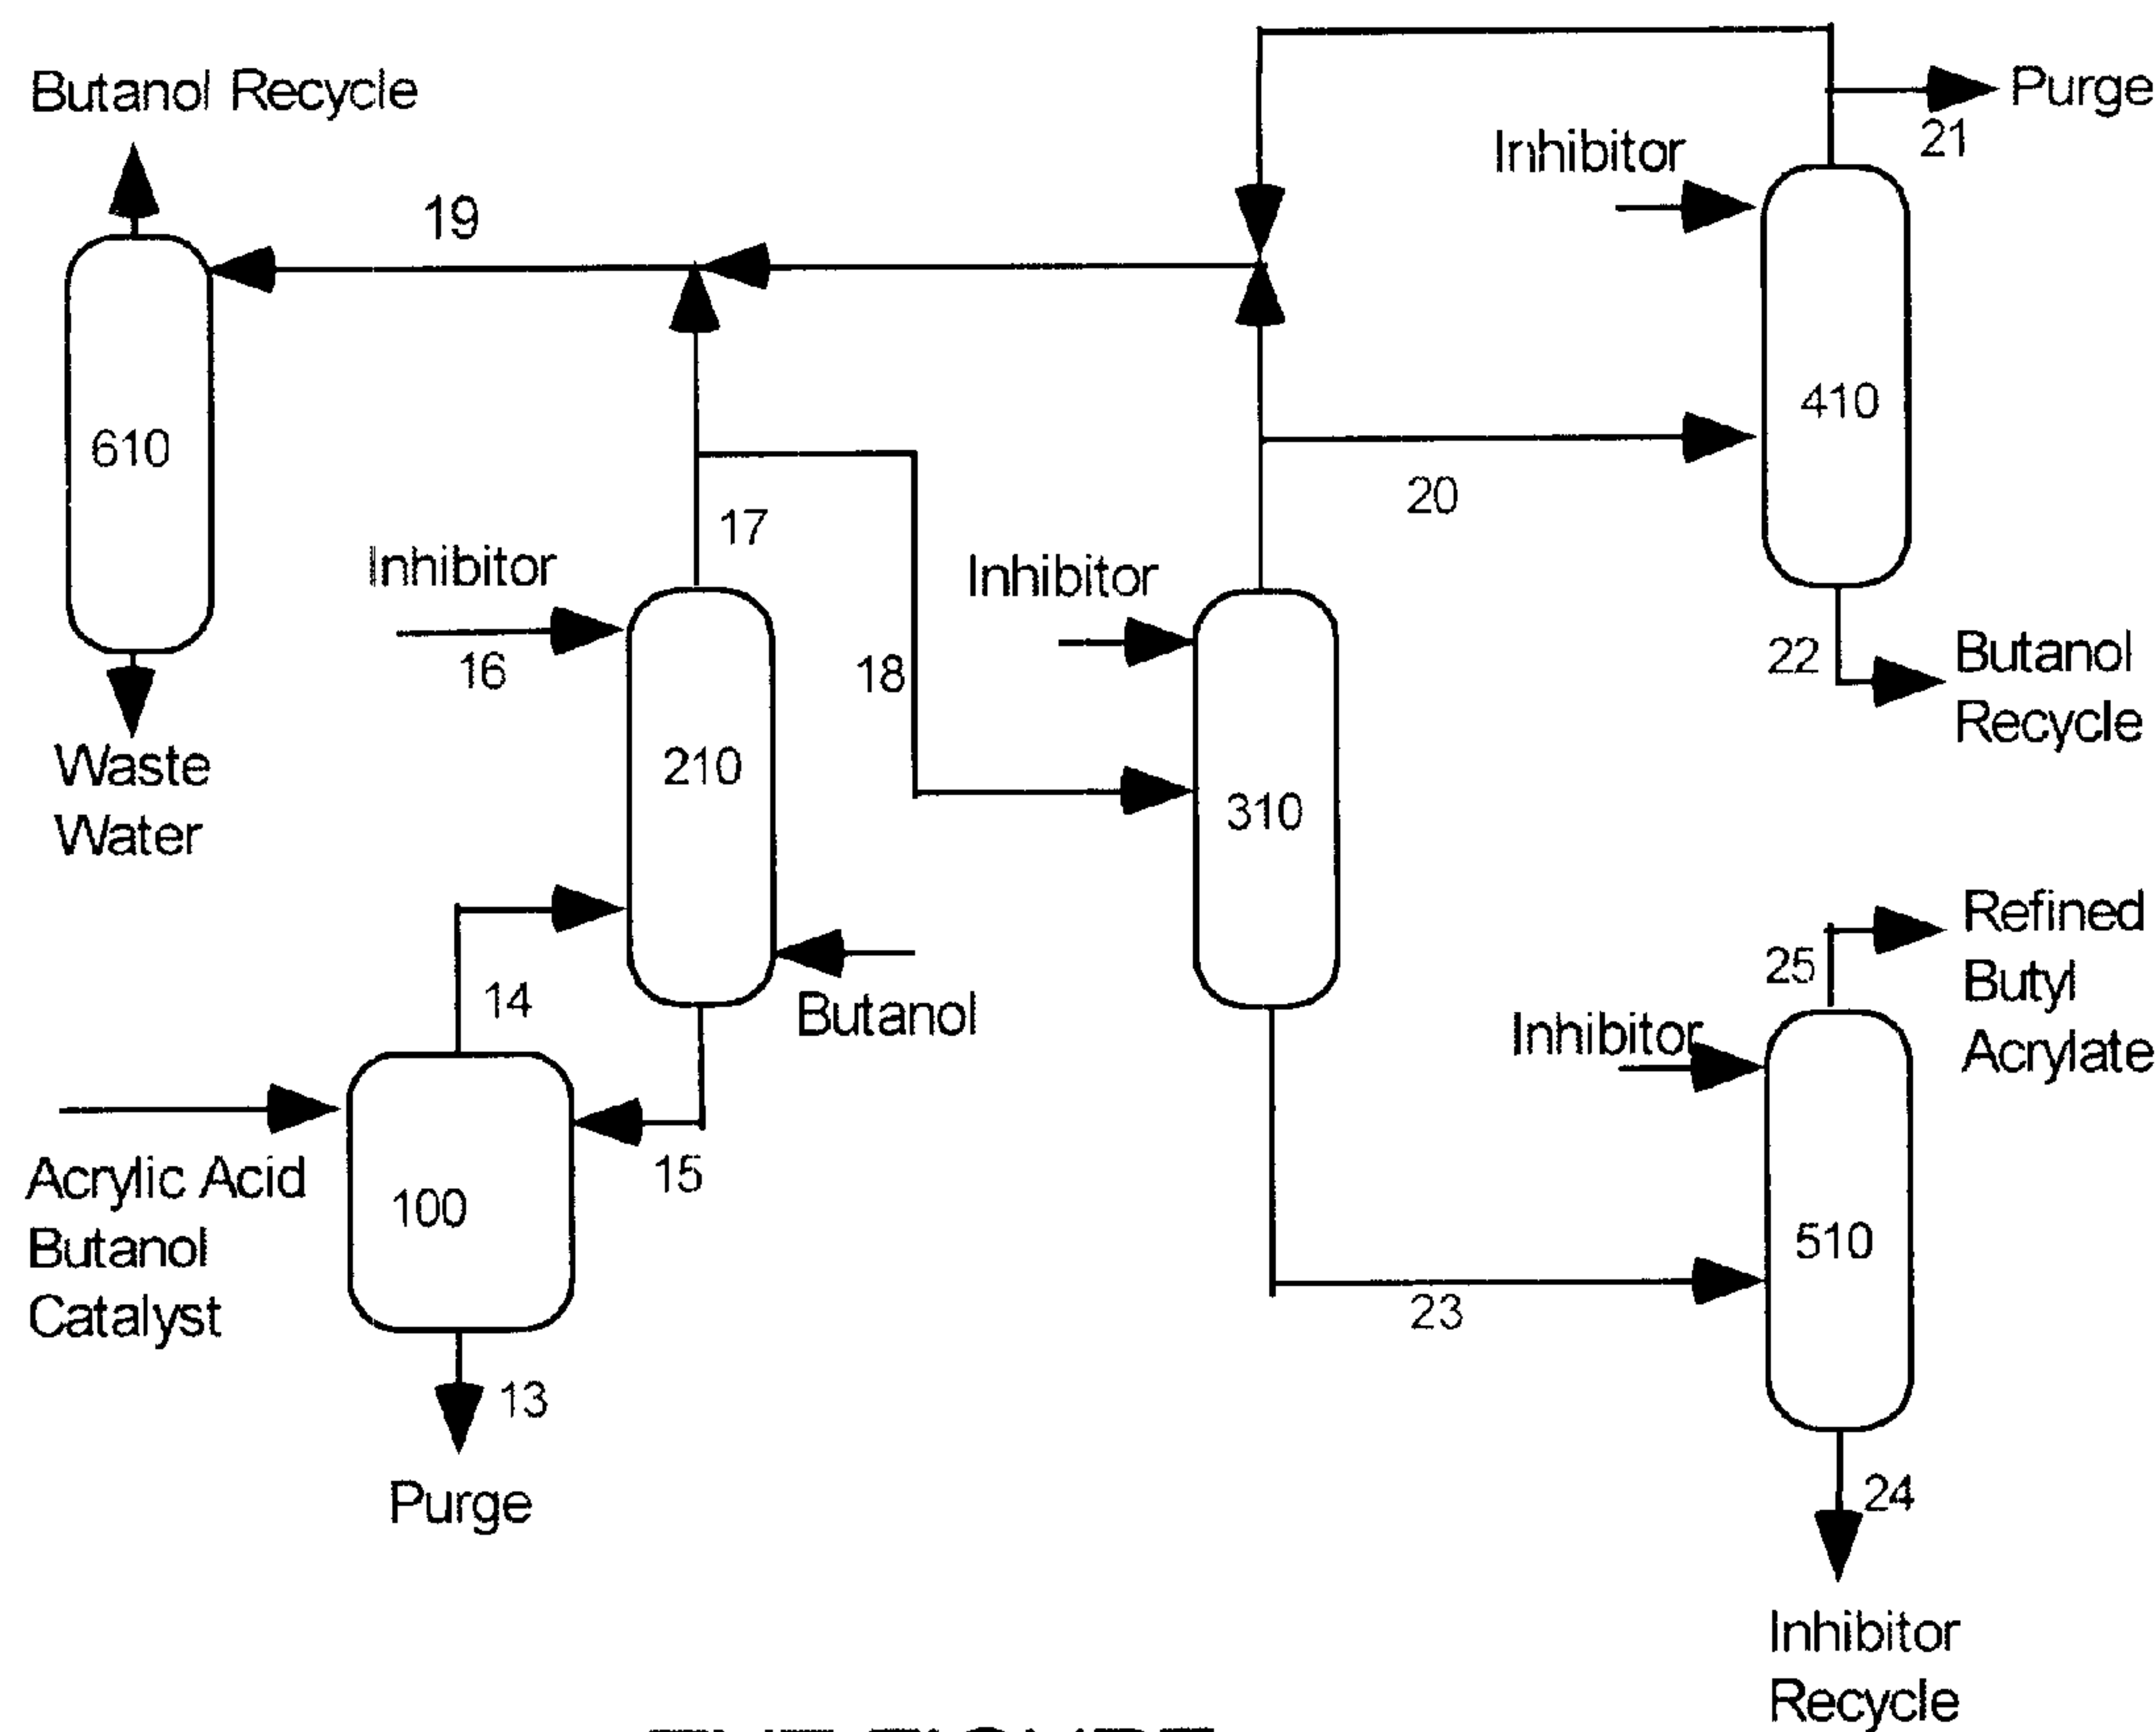 Butanol Recycle
Purge
21
Inhibitor
19
410
610
20
17
Inhibitor
Inhibitor
16
18
22
Butanol
Recycle
Waste
Water
210
310
Refined
Butyl
Acrylate
25
14
Butanol
Inhibitor
Acrylic Acid
Butanol
Catalyst
15
100
510
23
13
Purge
24
Inhibitor
Recycle